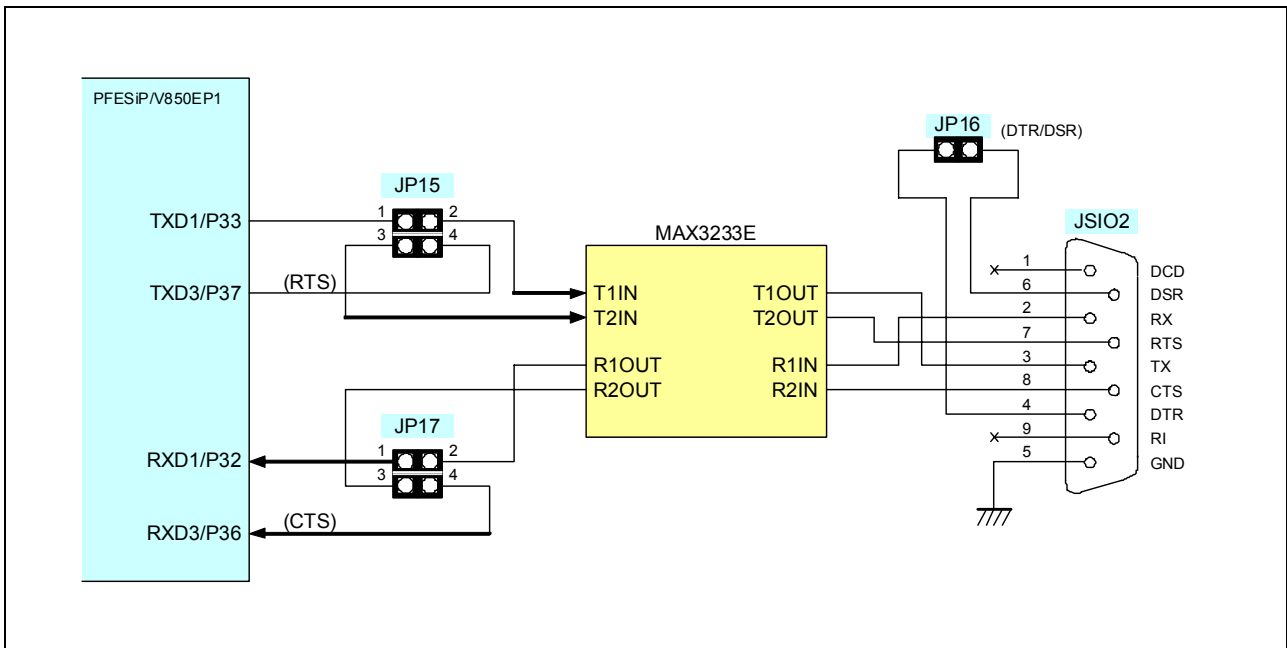 PFESiP/V850EP1
JP16 (DTR/DSR)
JP15
1 2
3 4
TXD1/P33
TXD3/P37
(RTS)
MAX3233E
T1IN
T2IN
R1OUT
R2OUT
T1OUT
T2OUT
R1IN
R2IN
JP17
1 2
3 4
RXD1/P32
RXD3/P36
(CTS)
JSIO2
1 DCD
6 DSR
2 RX
7 RTS
3 TX
8 CTS
4 DTR
9 RI
5 GND